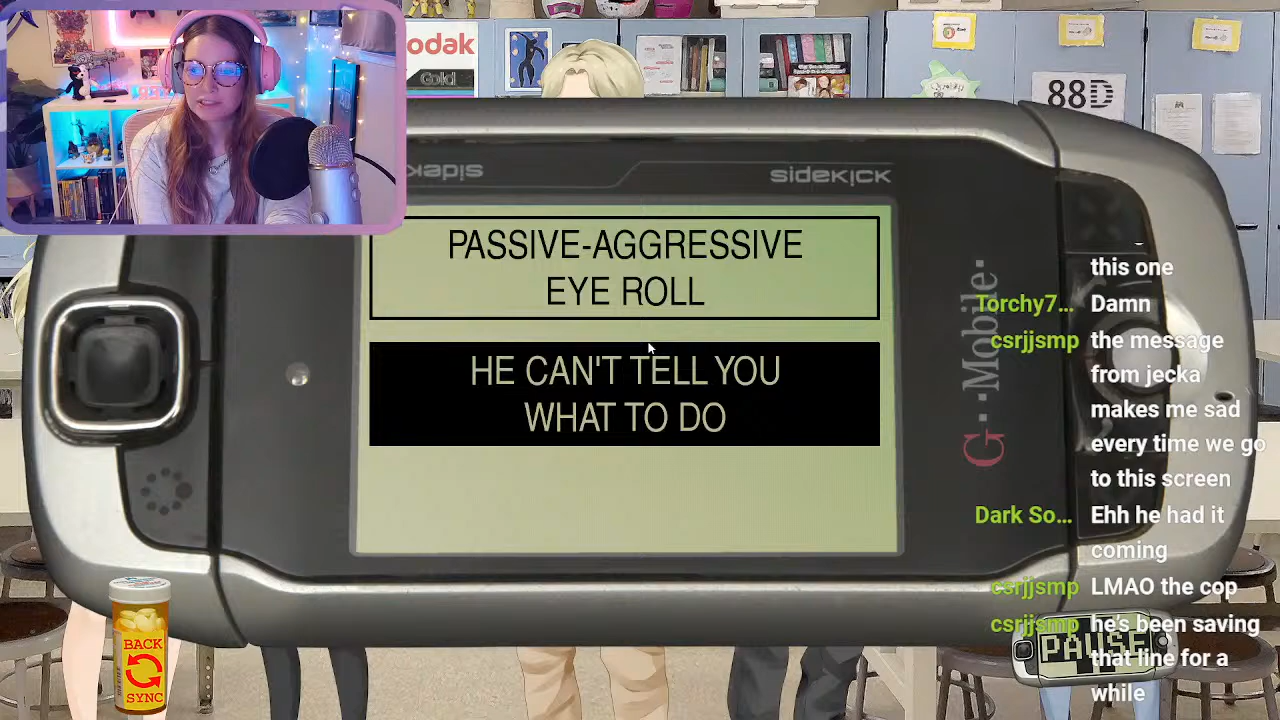 odak
Gold
88D
sidekick
sidekick
PASSIVE-AGGRESSIVE
EYE ROLL
HE CAN'T TELL YOU
WHAT TO DO
G··Mobile·
this one
Torchy7... Damn
csrjjsmp the message
from jecka
makes me sad
every time we go
to this screen
Dark So... Ehh he had it
coming
csrjjsmp LMAO the cop
csrjjsmp he's been saving
that line for a
while
BACK
SYNC
PAUSE